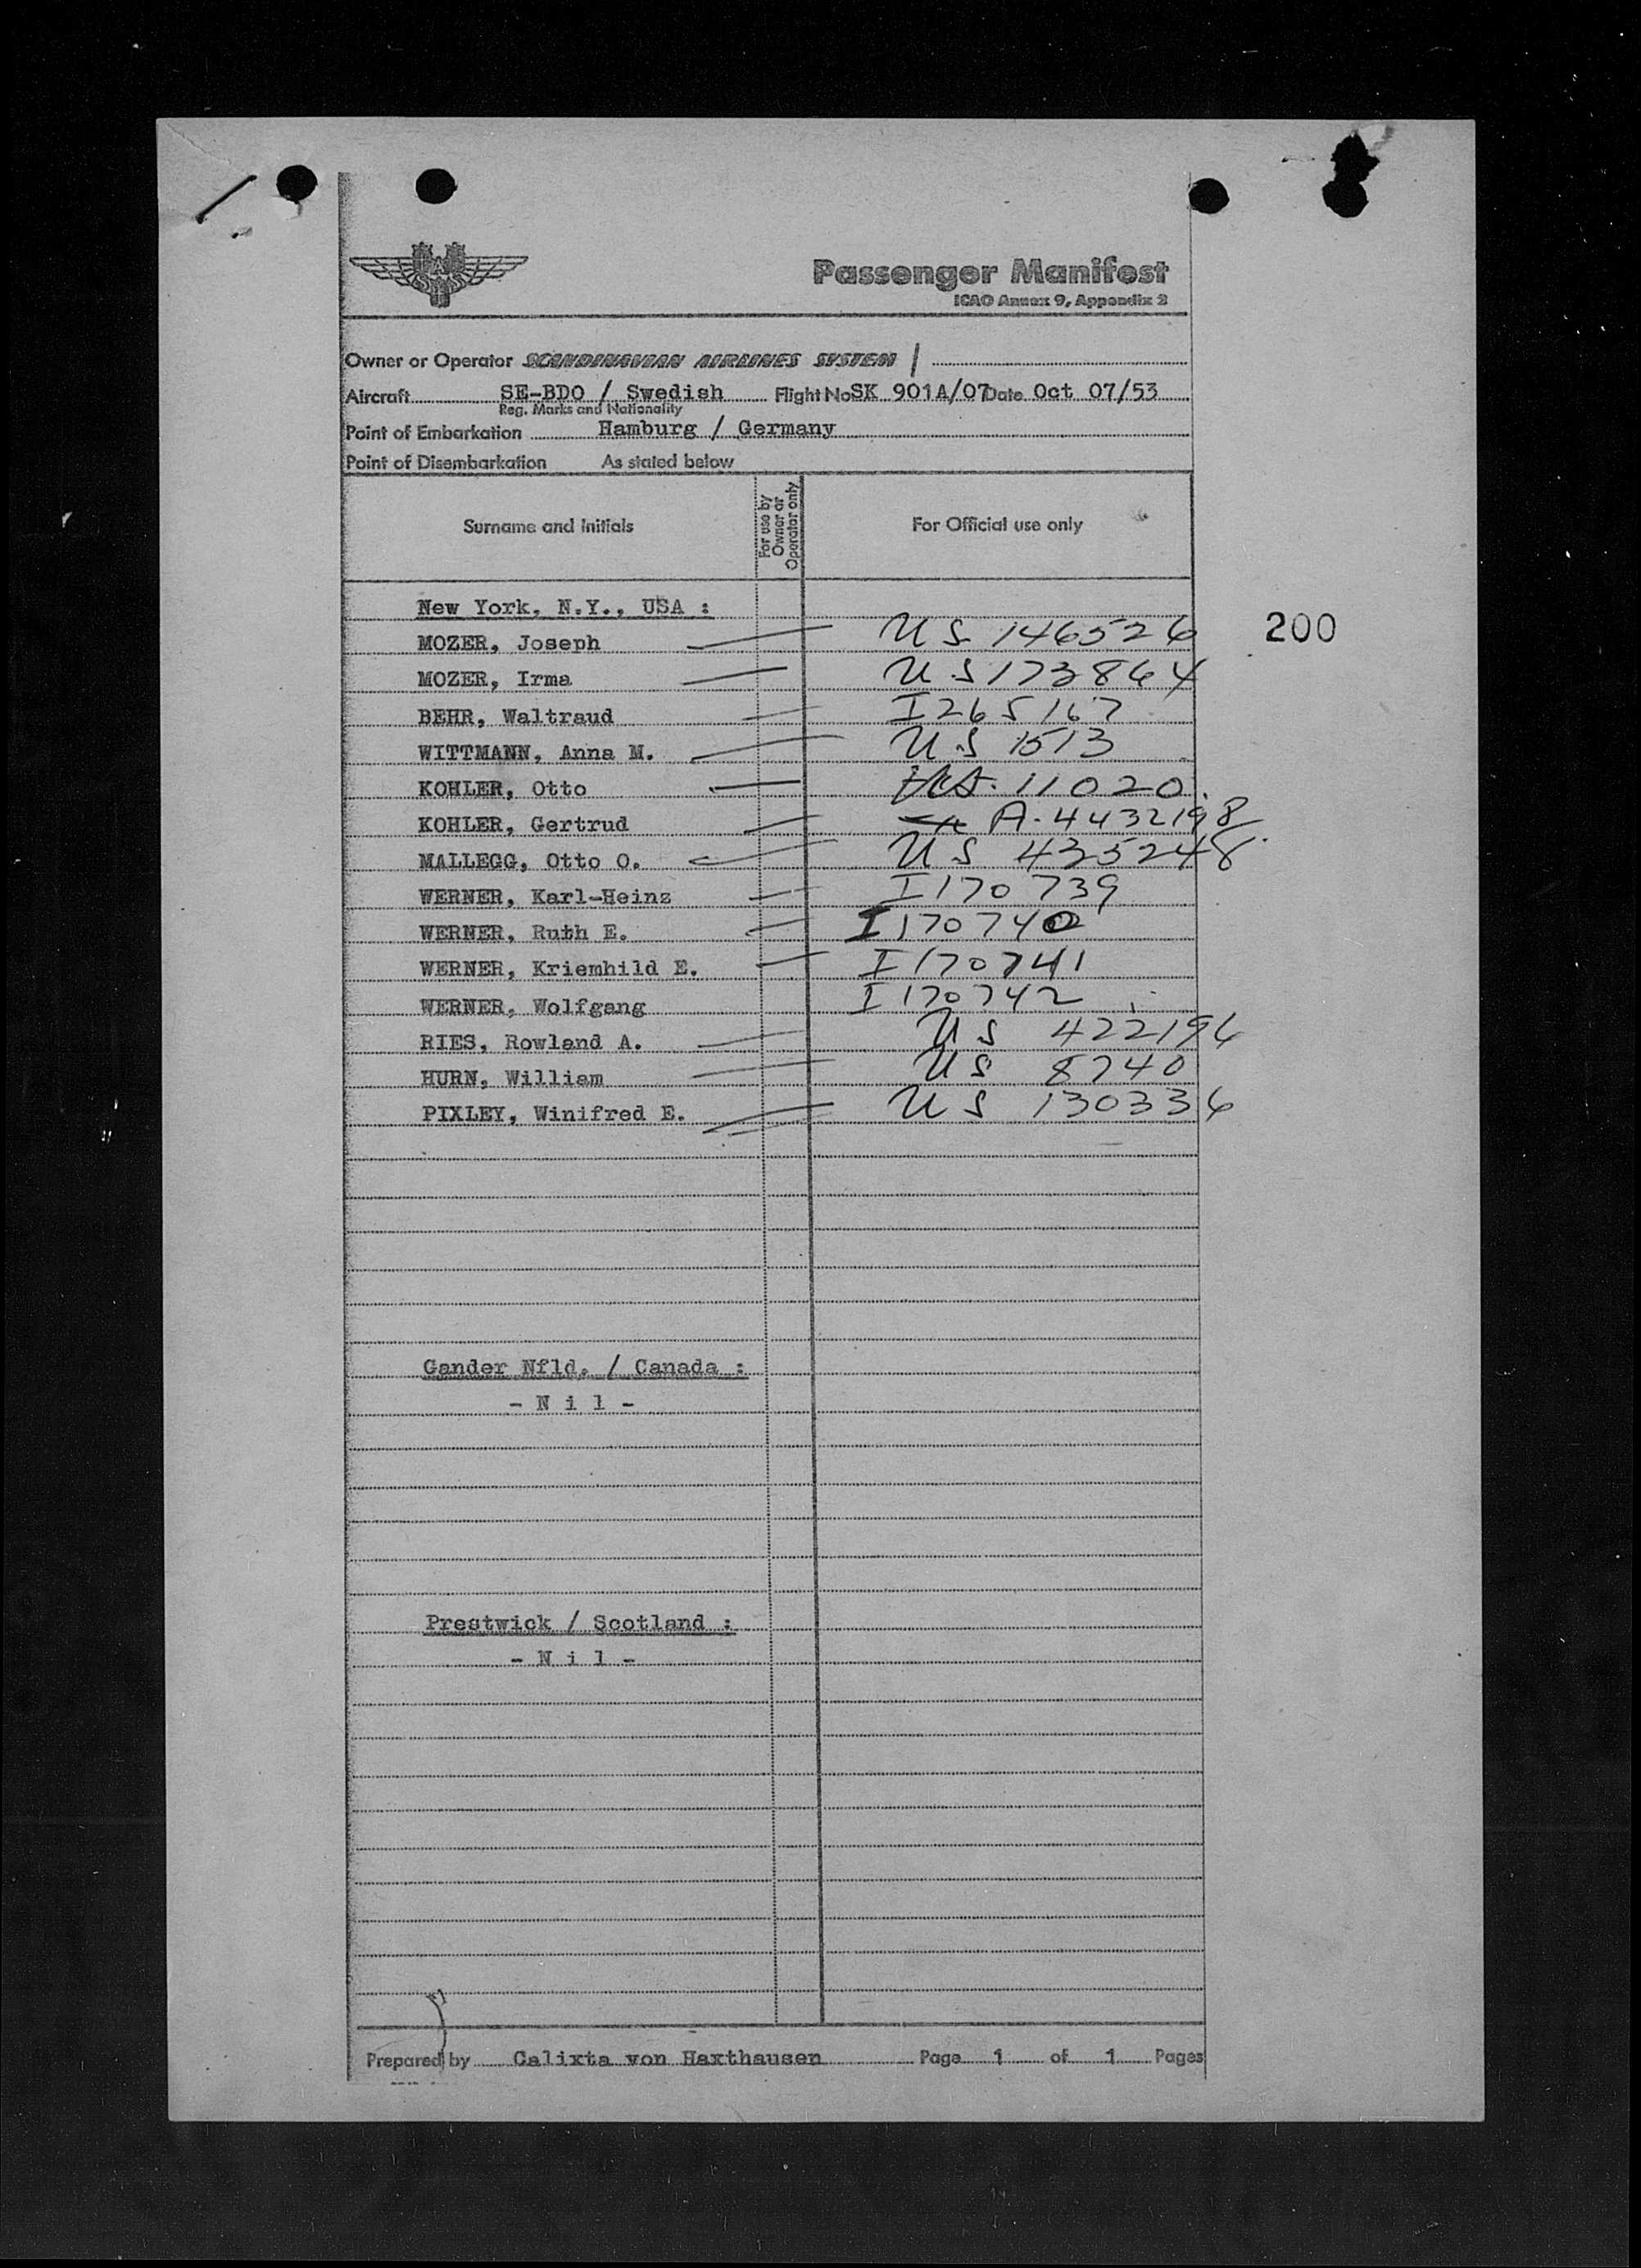 SAS
Passenger Manifest
ICAO Annex 9, Appendix 2
Owner or Operator SCANDINAVIAN AIRLINES SYSTEM
Aircraft SE-BDO / Swedish Flight No SK 901A/07 Date Oct 07/53
Reg. Marks and Nationality
Point of Embarkation Hamburg / Germany
Point of Disembarkation As stated below
Surname and Initials For use by Owner or Operator only For Official use only
New York, N.Y., USA :
MOZER, Joseph US 146526
200
MOZER, Irma US 173864
BEHR, Waltraud I 265167
WITTMANN, Anna M. US 1513
KOHLER, Otto 11020
KOHLER, Gertrud A-4432198
MALLEGG, Otto O. US 435248
WERNER, Karl-Heinz I 170739
WERNER, Ruth E. I 170740
WERNER, Kriemhild E. I 170741
WERNER, Wolfgang I 170742
RIES, Rowland A. US 422196
HURN, William US 8740
PIXLEY, Winifred E. US 130336
Gander Nfld. / Canada :
- N i l -
Prestwick / Scotland :
- N i l -
Prepared by Calixta von Haxthausen Page 1 of 1 Pages